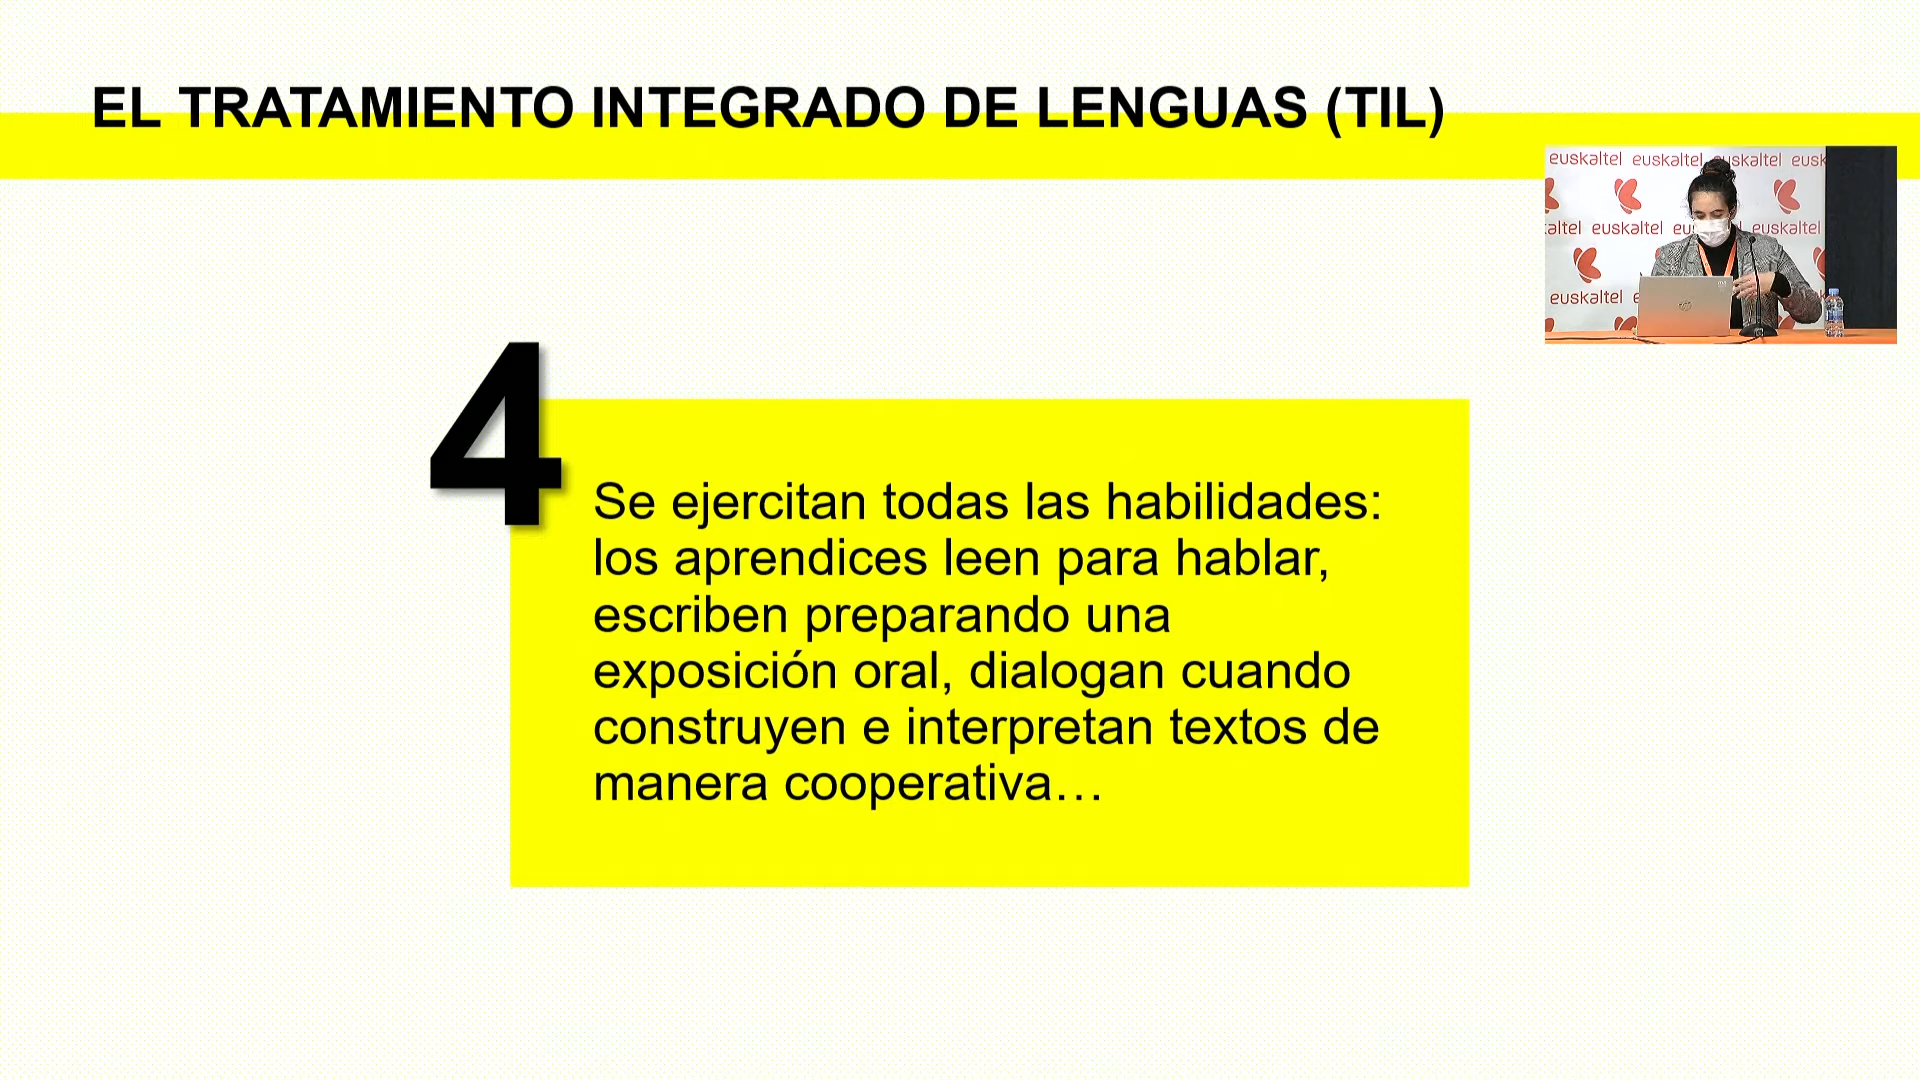 EL TRATAMIENTO INTEGRADO DE LENGUAS (TIL)
euskaltel euskaltel euskaltel eusk
altel euskaltel eus euskaltel
euskaltel e
4
Se ejercitan todas las habilidades:
los aprendices leen para hablar,
escriben preparando una
exposición oral, dialogan cuando
construyen e interpretan textos de
manera cooperativa…